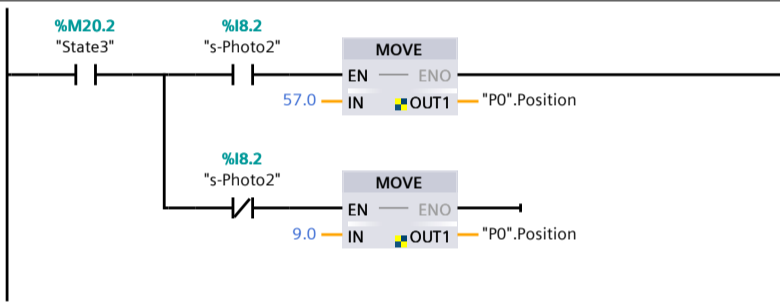 %M20.2 %I8.2
"State3" "s-Photo2"
MOVE
EN ENO
57.0 IN OUT1 "P0".Position
%I8.2
"s-Photo2"
MOVE
EN ENO
9.0 IN OUT1 "P0".Position